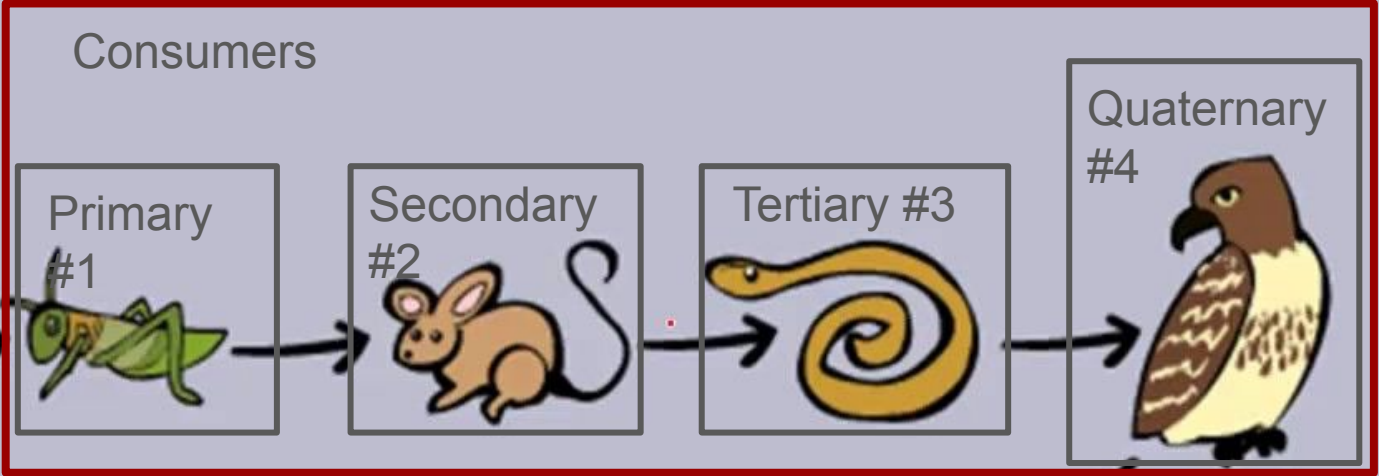 Consumers
Primary
#1
Secondary
#2
Tertiary #3
Quaternary
#4